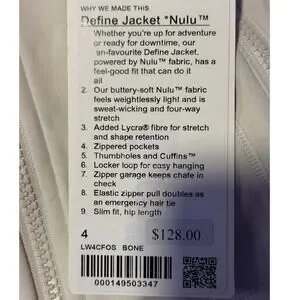 WHY WE MADE THIS
Define Jacket *Nulu™
Whether you're up for adventure
or ready for downtime, our
an-favourite Define Jacket,
powered by Nulu™ fabric, has a
feel-good fit that can do it
all
2. Our buttery-soft Nulu™ fabric
feels weightlessly light and is
sweat-wicking and four-way
stretch
3. Added Lycra® fibre for stretch
and shape retention
4. Zippered pockets
5. Thumbholes and Cuffins™
6. Locker loop for easy hanging
7. Zipper garage keeps chafe in
check
8. Elastic zipper pull doubles as
an emergency hair tie
9. Slim fit, hip length
4 $128.00
LW4CFOS BONE
000149503347